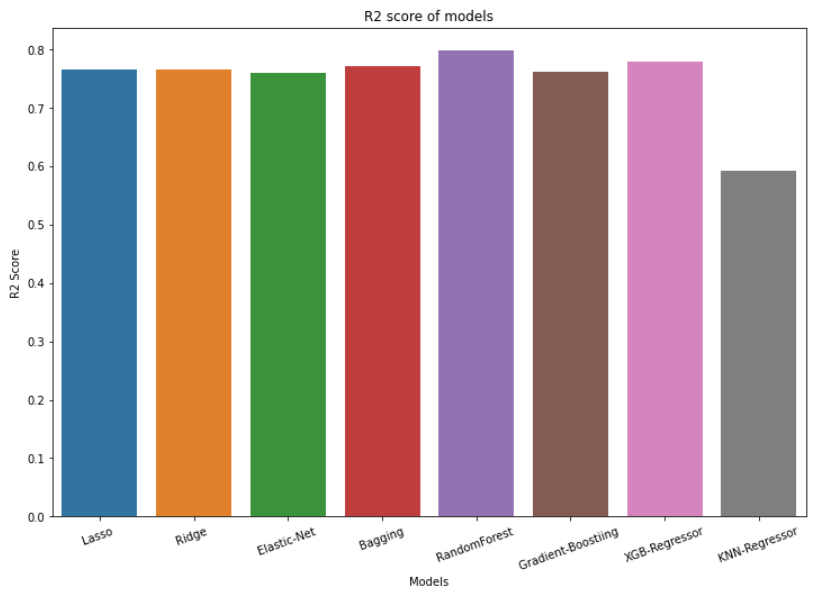 R2 score of models
R2 Score
0.8
0.7
0.6
0.5
0.4
0.3
0.2
0.1
0.0
Lasso
Ridge
Elastic-Net
Bagging
RandomForest
Gradient-Boostiing
XGB-Regressor
KNN-Regressor
Models